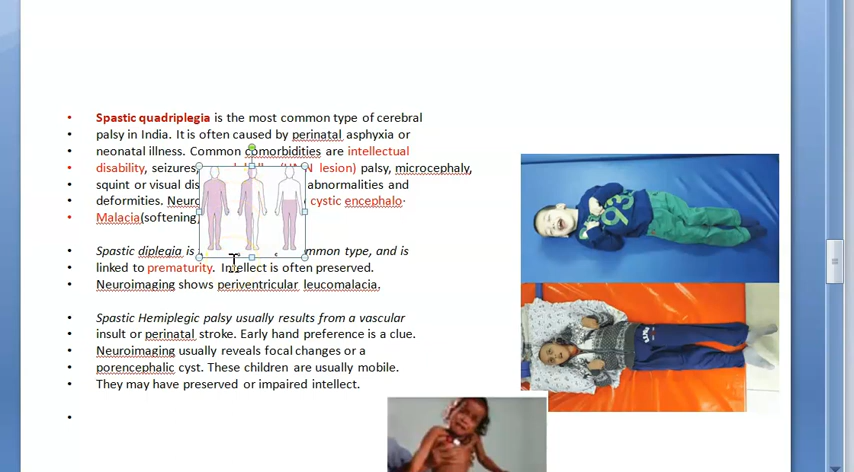 Spastic quadriplegia is the most common type of cerebral
palsy in India. It is often caused by perinatal asphyxia or
neonatal illness. Common comorbidities are intellectual
disability, seizures, lesion) palsy, microcephaly,
squint or visual dis abnormalities and
deformities. Neuro cystic encephalo
Malacia(softening
Spastic diplegia is mmon type, and is
linked to prematurity. Intellect is often preserved.
Neuroimaging shows periventricular leucomalacia.
Spastic Hemiplegic palsy usually results from a vascular
insult or perinatal stroke. Early hand preference is a clue.
Neuroimaging usually reveals focal changes or a
porencephalic cyst. These children are usually mobile.
They may have preserved or impaired intellect.
93